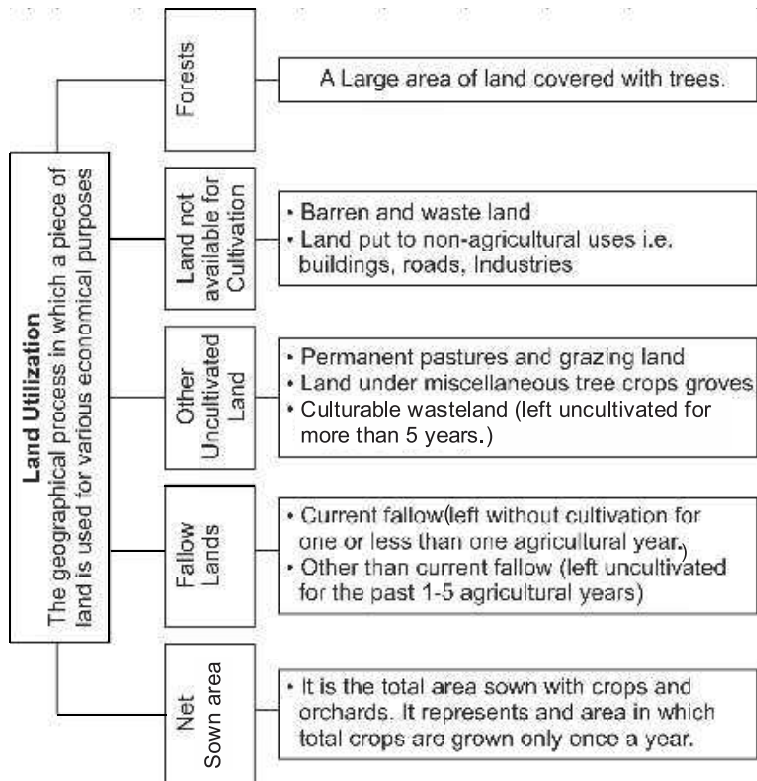 Land Utilization
The geographical process in which a piece of
land is used for various economical purposes
Forests
A Large area of land covered with trees.
Land not
available for
Cultivation
• Barren and waste land
• Land put to non-agricultural uses i.e.
buildings, roads, Industries
Other
Uncultivated
Land
• Permanent pastures and grazing land
• Land under miscellaneous tree crops groves
• Culturable wasteland (left uncultivated for
more than 5 years.)
Fallow
Lands
• Current fallow(left without cultivation for
one or less than one agricultural year.)
• Other than current fallow (left uncultivated
for the past 1-5 agricultural years)
Net
Sown area
• It is the total area sown with crops and
orchards. It represents and area in which
total crops are grown only once a year.